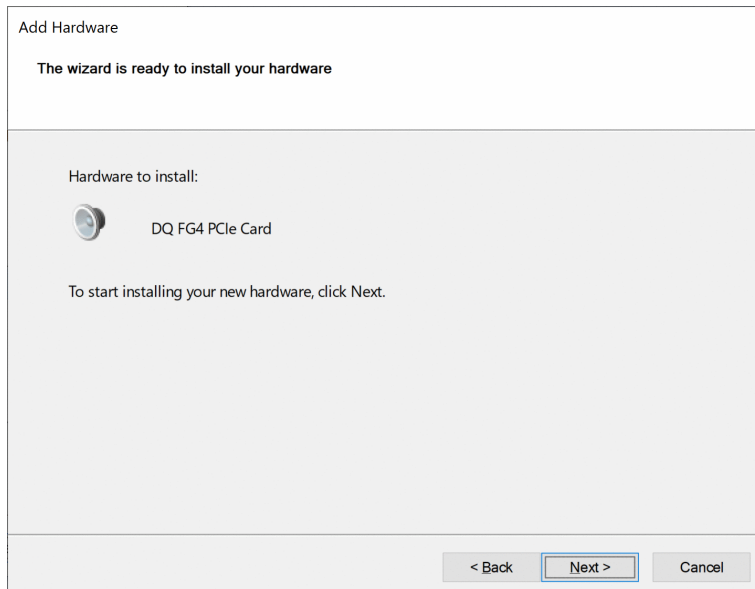 Add Hardware
The wizard is ready to install your hardware
Hardware to install:
DQ FG4 PCIe Card
To start installing your new hardware, click Next.
< Back
Next >
Cancel